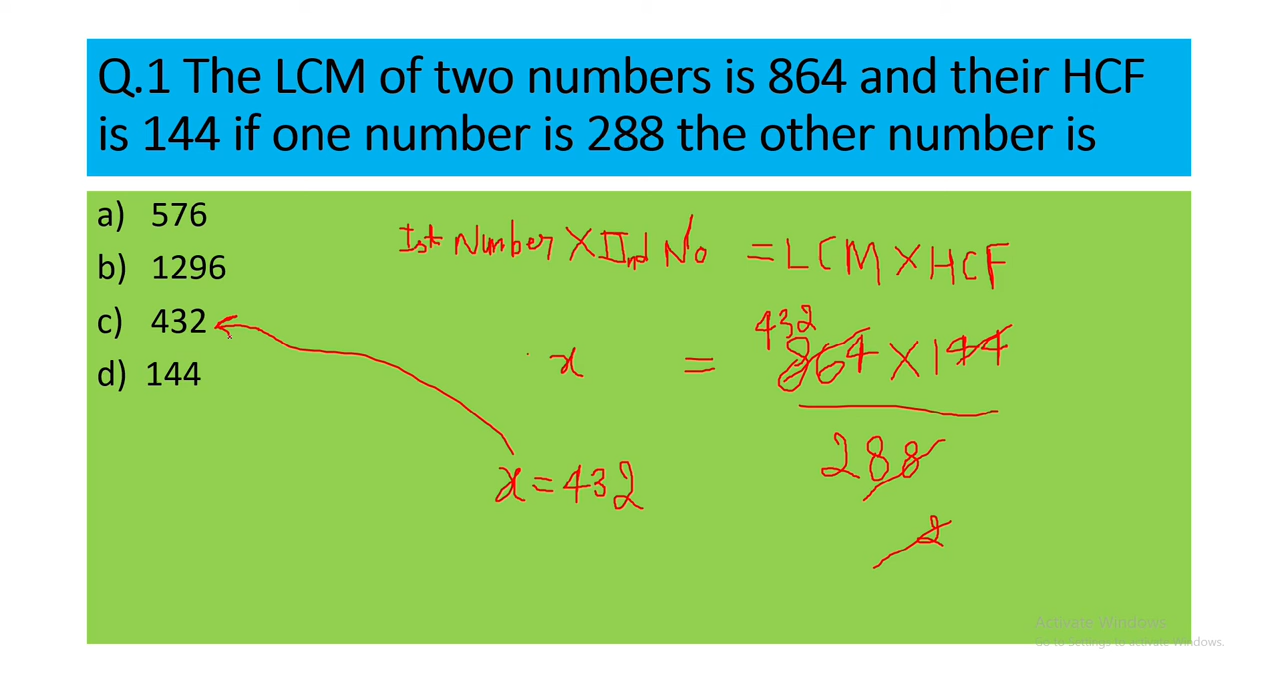 Q.1 The LCM of two numbers is 864 and their HCF
is 144 if one number is 288 the other number is
a) 576
b) 1296
c) 432
d) 144
Ist Number X IInd No = LCM X HCF
432
x = 864 X 144
288
2
x = 432
Activate Windows
Go to Settings to activate Windows.